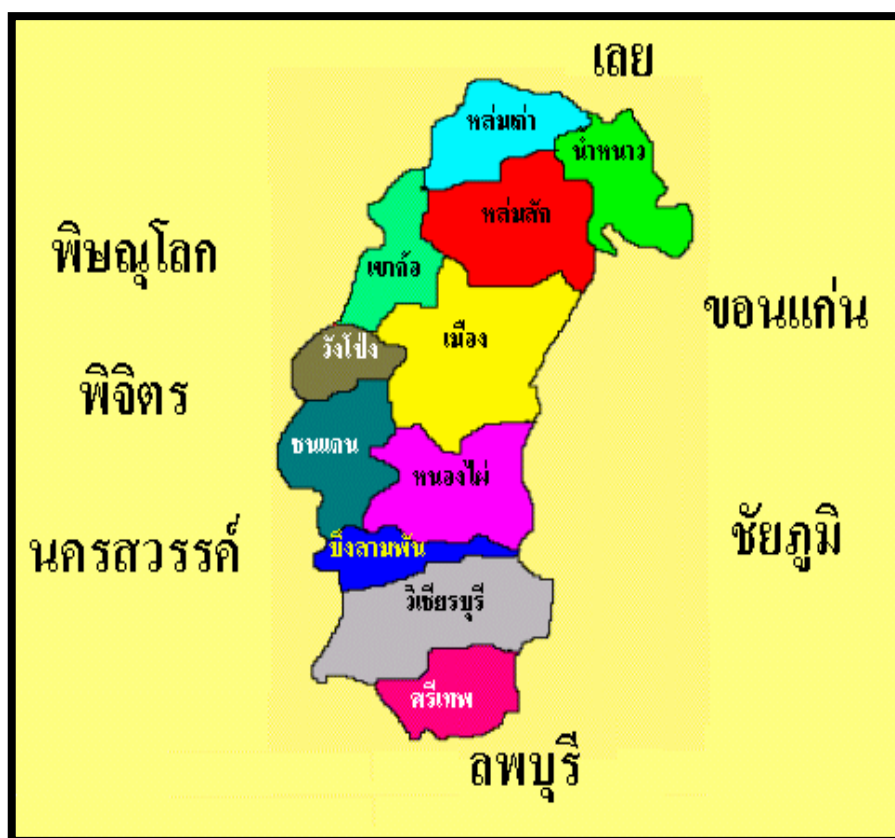 เลย
หล่มเก่า
น้ำหนาว
หล่มสัก
พิษณุโลก
เขาค้อ
ขอนแก่น
เมือง
วังโป่ง
พิจิตร
ชนแดน
หนองไผ่
ชัยภูมิ
นครสวรรค์
บึงสามพัน
วิเชียรบุรี
ศรีเทพ
ลพบุรี